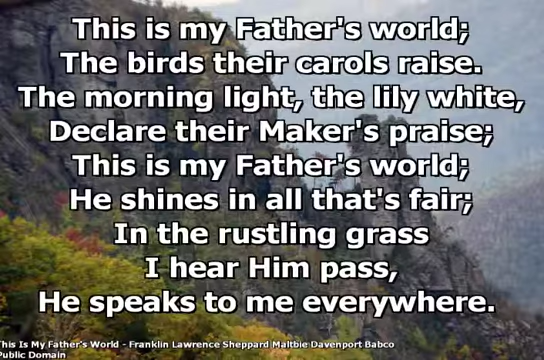 This is my Father's world;
The birds their carols raise.
The morning light, the lily white,
Declare their Maker's praise;
This is my Father's world;
He shines in all that's fair;
In the rustling grass
I hear Him pass,
He speaks to me everywhere.
This Is My Father's World - Franklin Lawrence Sheppard Maltbie Davenport Babco
Public Domain